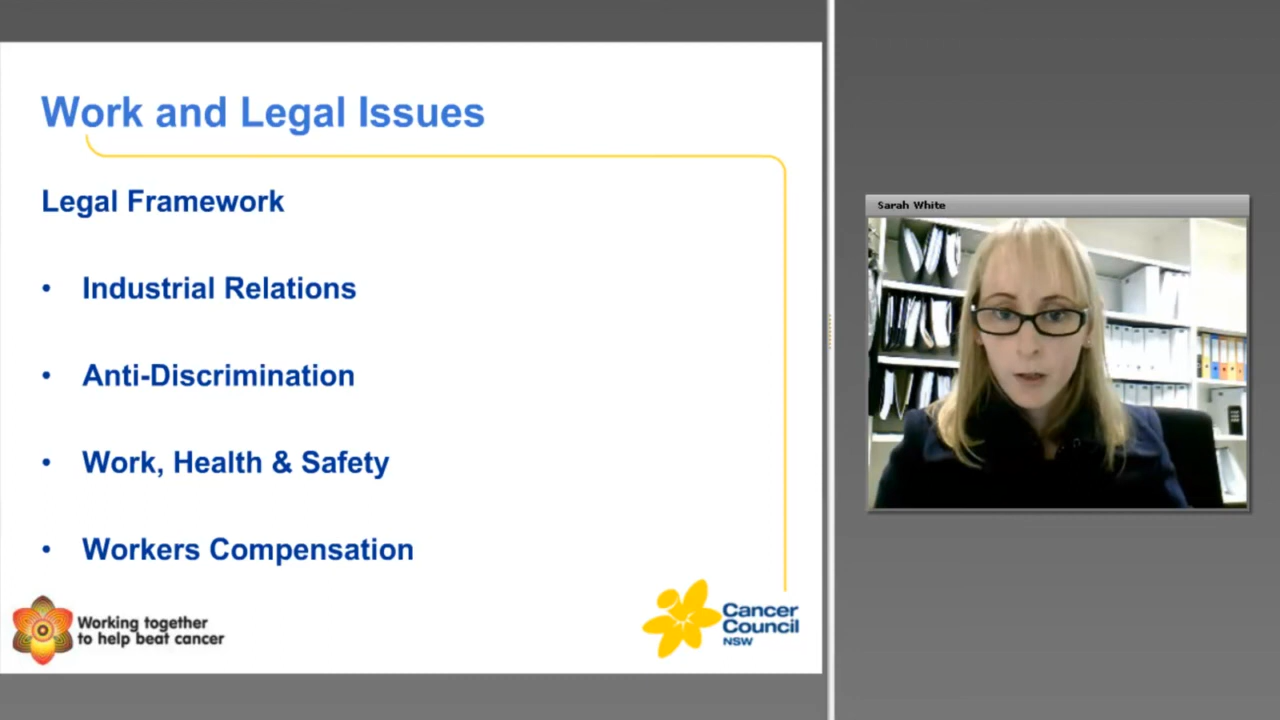 Work and Legal Issues
Legal Framework
• Industrial Relations
• Anti-Discrimination
• Work, Health & Safety
• Workers Compensation
Working together
to help beat cancer
Cancer
Council
NSW
Sarah White